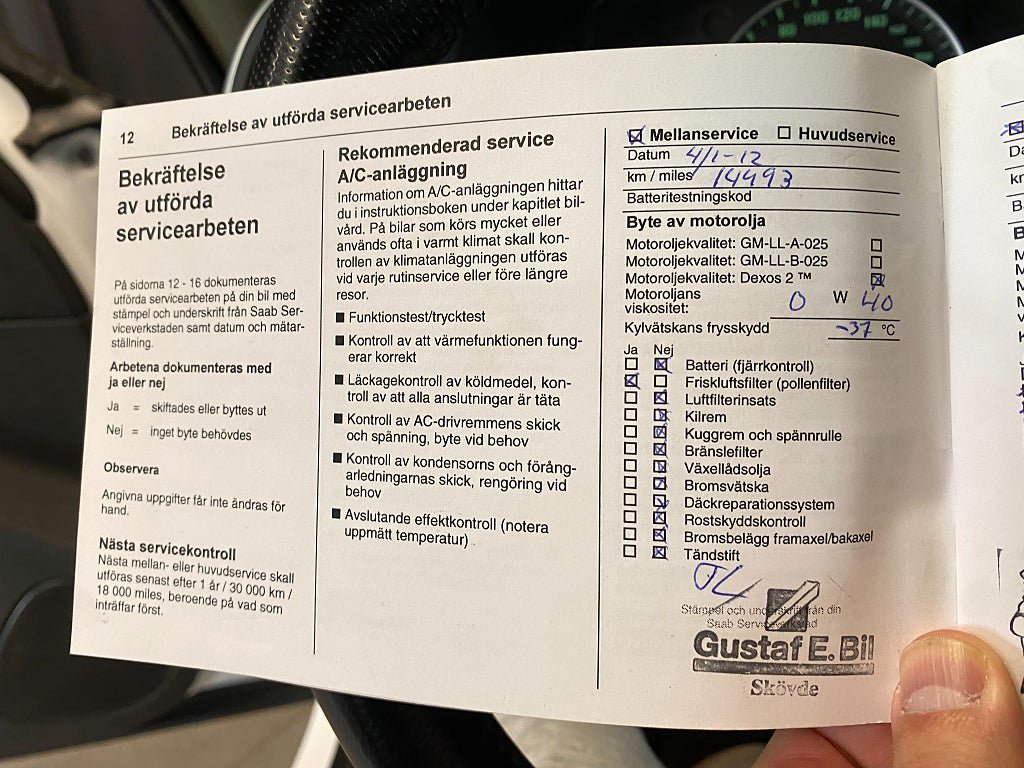 12 Bekräftelse av utförda servicearbeten
Bekräftelse
av utförda
servicearbeten
På sidorna 12 - 16 dokumenteras
utförda servicearbeten på din bil med
stämpel och underskrift från Saab Ser-
viceverkstaden samt datum och mätar-
ställning.
Arbetena dokumenteras med
ja eller nej
Ja = skiftades eller byttes ut
Nej = inget byte behövdes
Observera
Angivna uppgifter får inte ändras för
hand.
Nästa servicekontroll
Nästa mellan- eller huvudservice skall
utföras senast efter 1 år / 30 000 km /
18 000 miles, beroende på vad som
inträffar först.
Rekommenderad service
A/C-anläggning
Information om A/C-anläggningen hittar
du i instruktionsboken under kapitlet bil-
vård. På bilar som körs mycket eller
används ofta i varmt klimat skall kon-
trollen av klimatanläggningen utföras
vid varje rutinservice eller före längre
resor.
■ Funktionstest/trycktest
■ Kontroll av att värmefunktionen fung-
erar korrekt
■ Läckagekontroll av köldmedel, kon-
troll av att alla anslutningar är täta
■ Kontroll av AC-drivremmens skick
och spänning, byte vid behov
■ Kontroll av kondensorns och förång-
arledningarnas skick, rengöring vid
behov
■ Avslutande effektkontroll (notera
uppmätt temperatur)
☒ Mellanservice ☐ Huvudservice
Datum 4/1-12
km / miles 14993
Batteritestningskod
Byte av motorolja
Motoroljekvalitet: GM-LL-A-025 ☐
Motoroljekvalitet: GM-LL-B-025 ☐
Motoroljekvalitet: Dexos 2 ™ ☒
Motoroljans
viskositet: 0 W 40
Kylvätskans frysskydd -37 °C
Ja Nej
☐ ☒ Batteri (fjärrkontroll)
☒ ☐ Friskluftsfilter (pollenfilter)
☐ ☒ Luftfilterinsats
☐ ☒ Kilrem
☐ ☒ Kuggrem och spännrulle
☐ ☒ Bränslefilter
☐ ☒ Växellådsolja
☐ ☒ Bromsvätska
☐ ☒ Däckreparationssystem
☐ ☒ Rostskyddskontroll
☐ ☒ Bromsbelägg framaxel/bakaxel
☐ ☒ Tändstift
Stämpel och underskrift från din
Saab Serviceverkstad
Gustaf E. Bil
Skövde
80 100 120 140